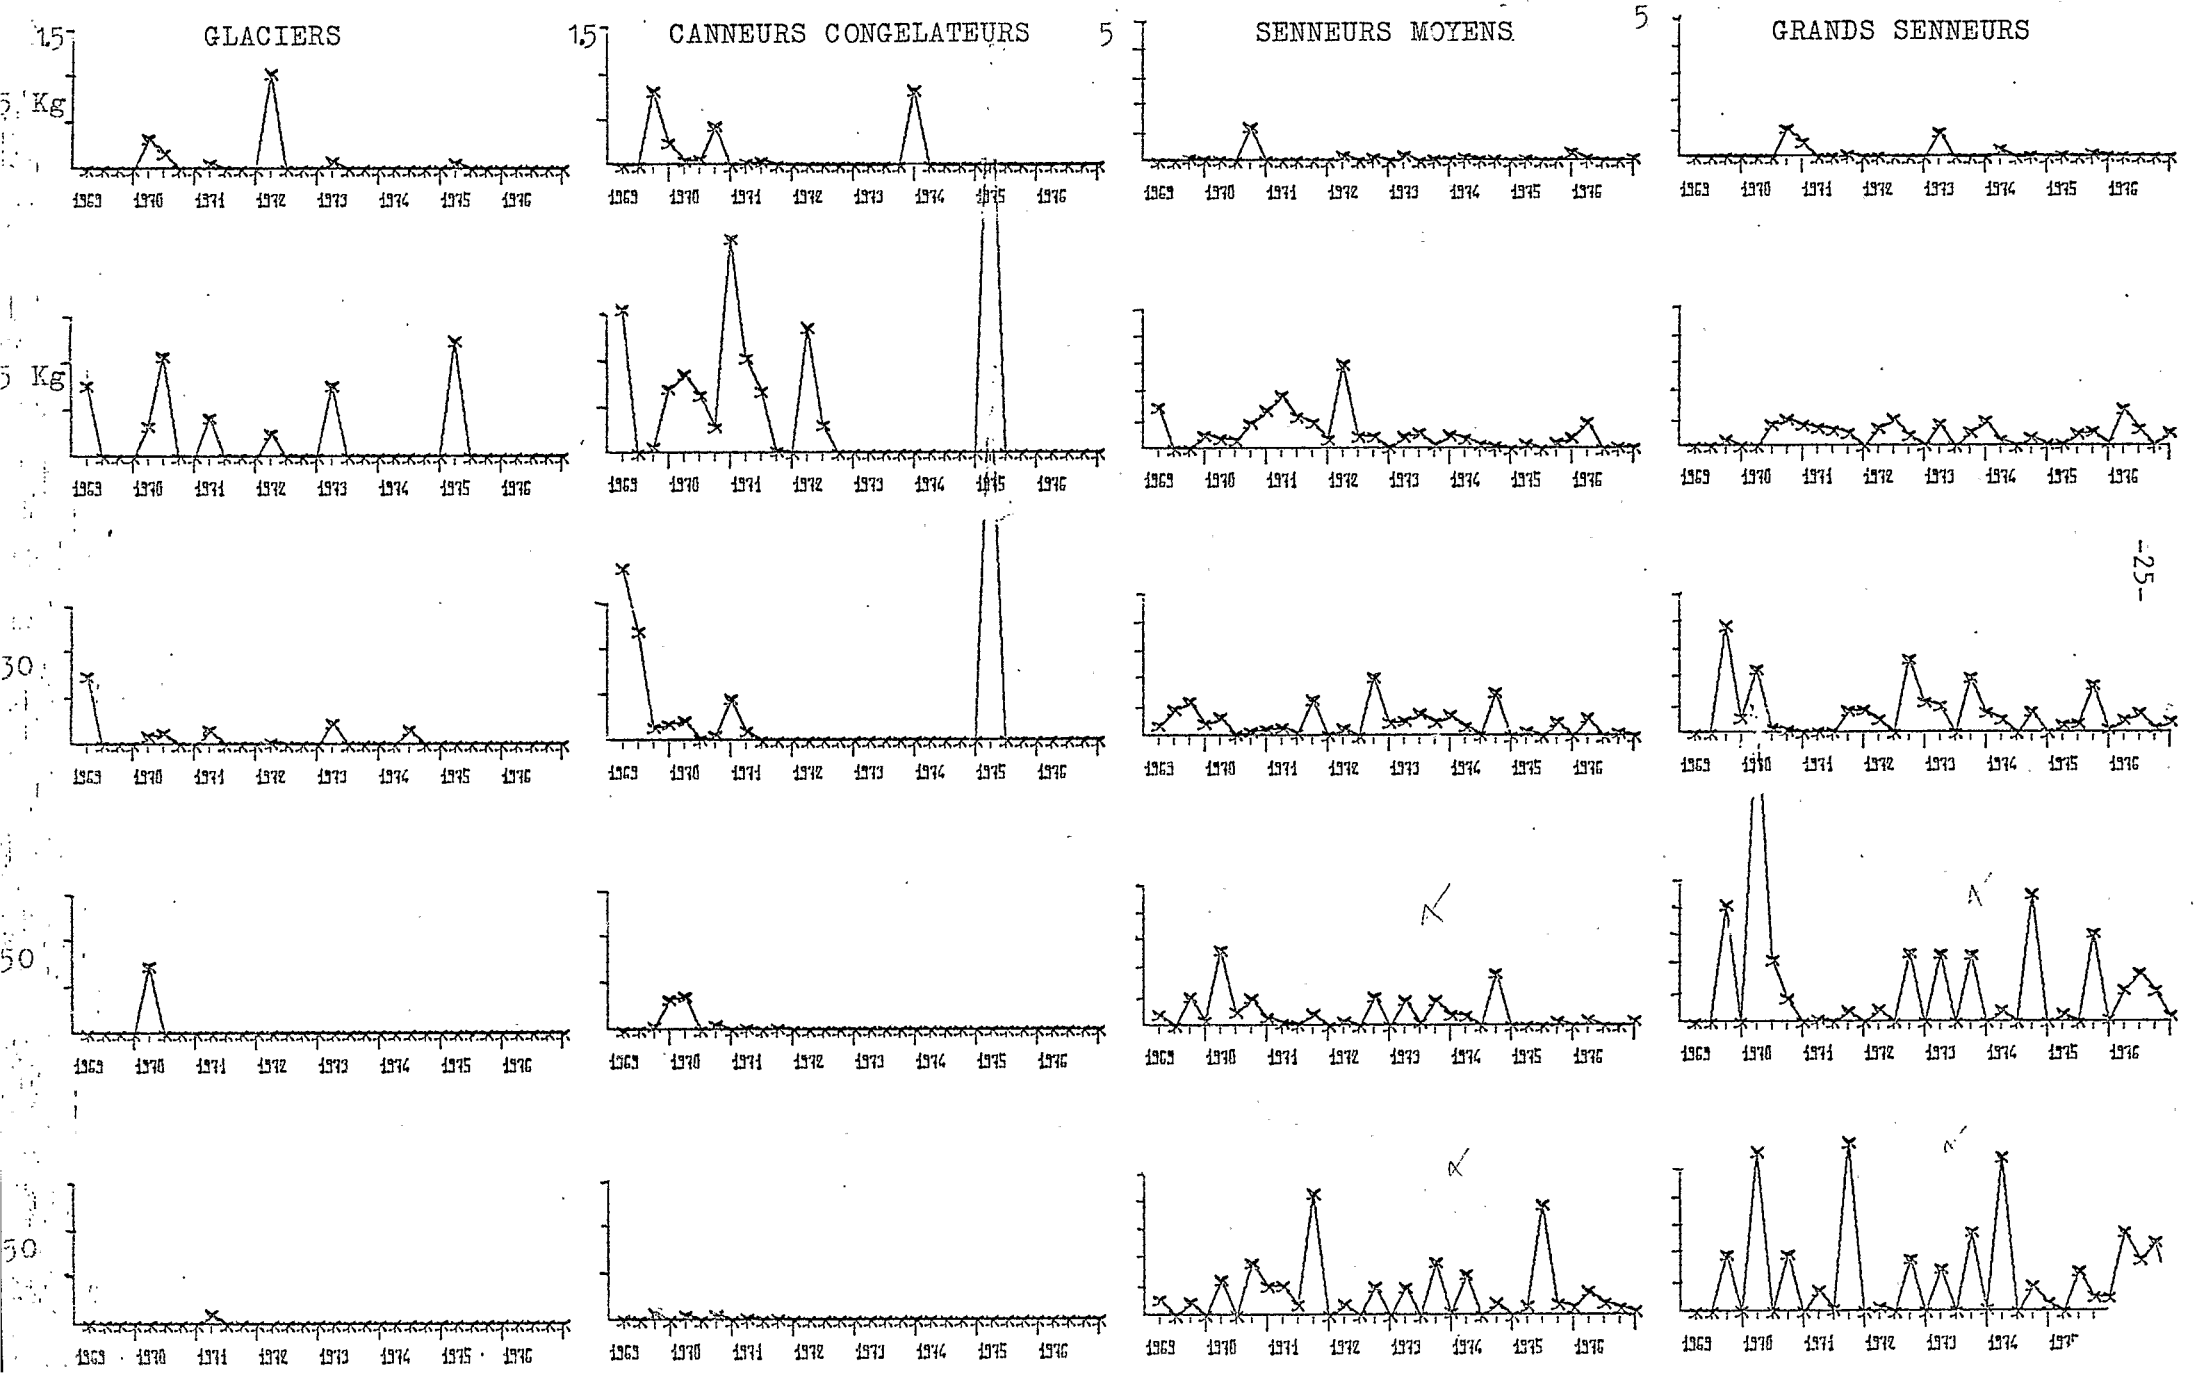 GLACIERS CANNEURS CONGELATEURS SENNEURS MOYENS GRANDS SENNEURS
1.5 1.5 5 5
5 Kg
1969 1970 1971 1972 1973 1974 1975 1976 1969 1970 1971 1972 1973 1974 1975 1976 1969 1970 1971 1972 1973 1974 1975 1976 1969 1970 1971 1972 1973 1974 1975 1976
5 Kg
1969 1970 1971 1972 1973 1974 1975 1976 1969 1970 1971 1972 1973 1974 1975 1976 1969 1970 1971 1972 1973 1974 1975 1976 1969 1970 1971 1972 1973 1974 1975 1976
-25-
30
1969 1970 1971 1972 1973 1974 1975 1976 1969 1970 1971 1972 1973 1974 1975 1976 1969 1970 1971 1972 1973 1974 1975 1976 1969 1970 1971 1972 1973 1974 1975 1976
50
1969 1970 1971 1972 1973 1974 1975 1976 1969 1970 1971 1972 1973 1974 1975 1976 1969 1970 1971 1972 1973 1974 1975 1976 1969 1970 1971 1972 1973 1974 1975 1976
50
1969 1970 1971 1972 1973 1974 1975 1976 1969 1970 1971 1972 1973 1974 1975 1976 1969 1970 1971 1972 1973 1974 1975 1976 1969 1970 1971 1972 1973 1974 1975